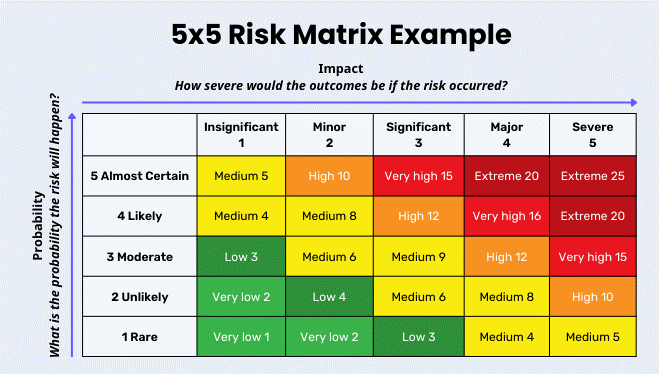 5x5 Risk Matrix Example
Impact
How severe would the outcomes be if the risk occurred?
Probability
What is the probability the risk will happen?
Insignificant Minor Significant Major Severe
1 2 3 4 5
5 Almost Certain Medium 5 High 10 Very high 15 Extreme 20 Extreme 25
4 Likely Medium 4 Medium 8 High 12 Very high 16 Extreme 20
3 Moderate Low 3 Medium 6 Medium 9 High 12 Very high 15
2 Unlikely Very low 2 Low 4 Medium 6 Medium 8 High 10
1 Rare Very low 1 Very low 2 Low 3 Medium 4 Medium 5